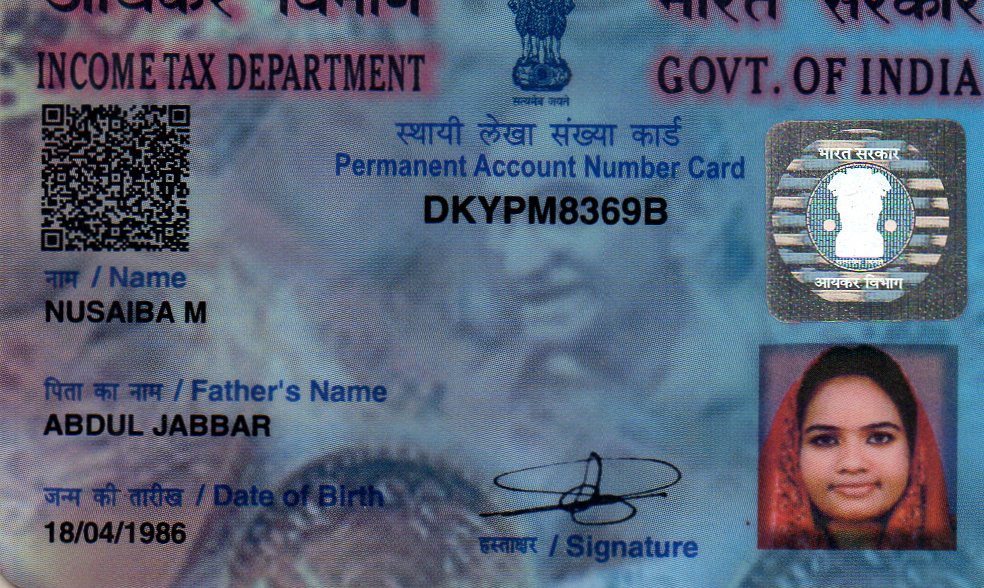 आयकर विभाग
भारत सरकार
INCOME TAX DEPARTMENT
GOVT. OF INDIA
सत्यमेव जयते
स्थायी लेखा संख्या कार्ड
Permanent Account Number Card
DKYPM8369B
भारत सरकार
आयकर विभाग
नाम / Name
NUSAIBA M
पिता का नाम / Father's Name
ABDUL JABBAR
जन्म की तारीख / Date of Birth
18/04/1986
हस्ताक्षर / Signature